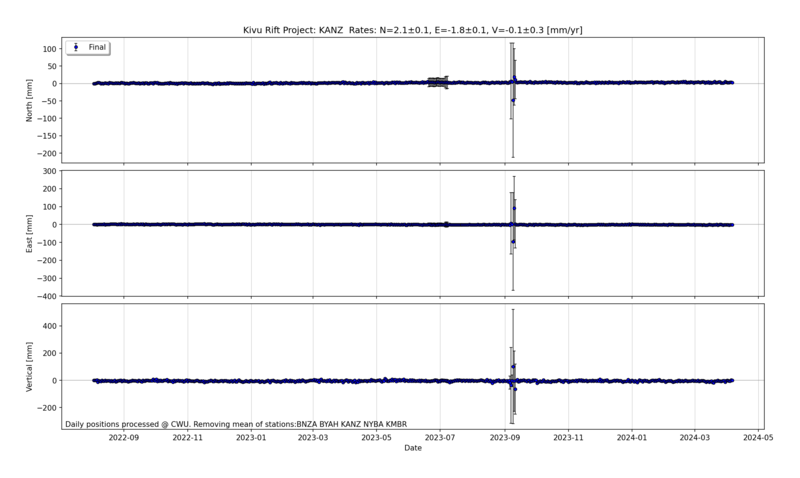 Kivu Rift Project: KANZ Rates: N=2.1±0.1, E=-1.8±0.1, V=-0.1±0.3 [mm/yr]
Final
North [mm]
100
50
0
−50
−100
−150
−200
East [mm]
300
200
100
0
−100
−200
−300
−400
Vertical [mm]
400
200
0
−200
Daily positions processed @ CWU. Removing mean of stations:BNZA BYAH KANZ NYBA KMBR
2022-09 2022-11 2023-01 2023-03 2023-05 2023-07 2023-09 2023-11 2024-01 2024-03 2024-05
Date